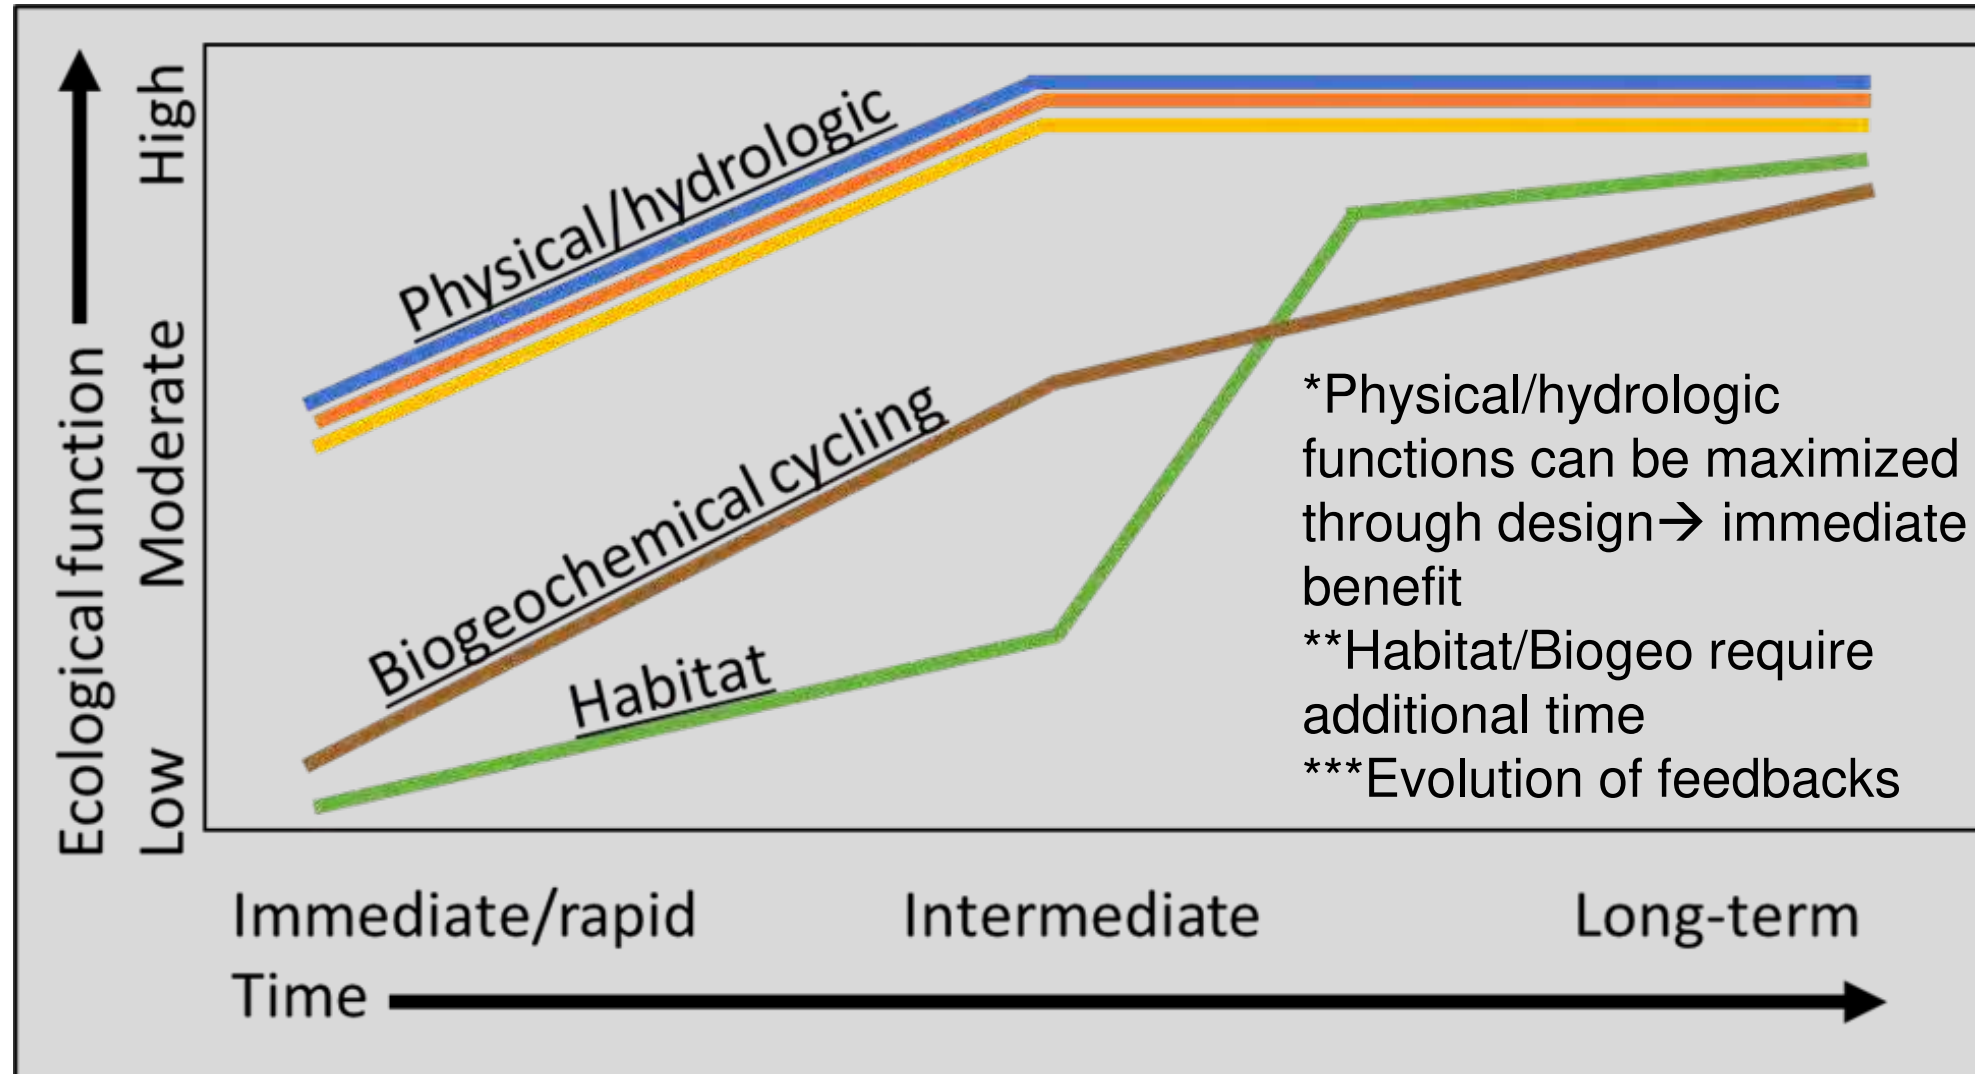 Ecological function
High
Moderate
Low
Physical/hydrologic
Biogeochemical cycling
Habitat
*Physical/hydrologic
functions can be maximized
through design→ immediate
benefit
**Habitat/Biogeo require
additional time
***Evolution of feedbacks
Immediate/rapid
Intermediate
Long-term
Time